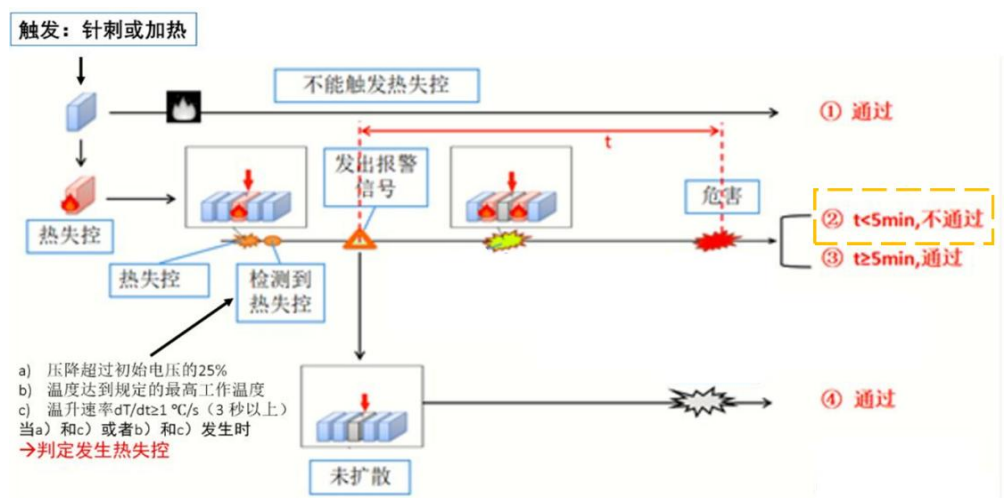 触发：针刺或加热
不能触发热失控
① 通过
t
发出报警
信号
危害
② t<5min,不通过
热失控
③ t≥5min,通过
热失控
检测到
热失控
a) 压降超过初始电压的25%
b) 温度达到规定的最高工作温度
c) 温升速率dT/dt≥1 ℃/s（3 秒以上）
当a）和c）或者b）和c）发生时
→判定发生热失控
④ 通过
未扩散